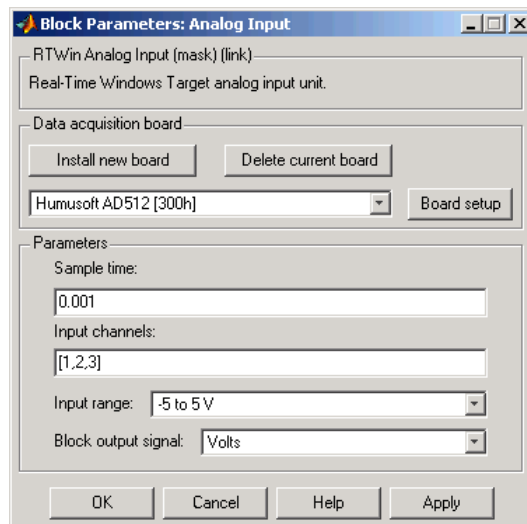 Block Parameters: Analog Input
RTWin Analog Input (mask) (link)
Real-Time Windows Target analog input unit.
Data acquisition board
Install new board Delete current board
Humusoft AD512 [300h] Board setup
Parameters
Sample time:
0.001
Input channels:
[1,2,3]
Input range: -5 to 5 V
Block output signal: Volts
OK Cancel Help Apply